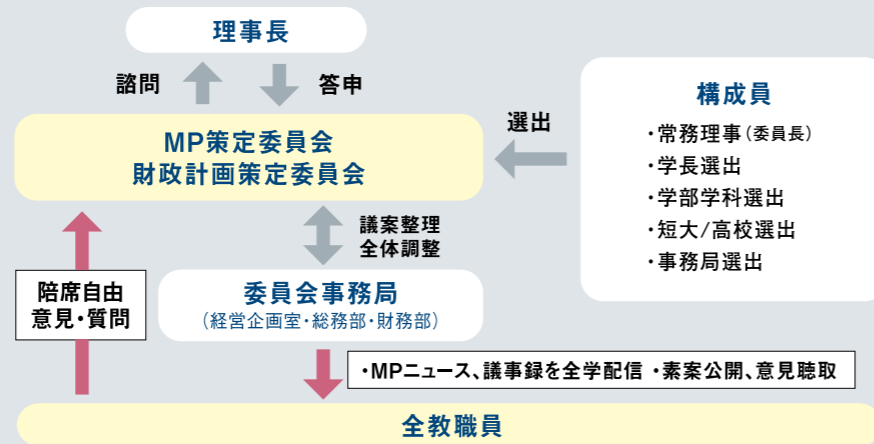 理事長
諮問
答申
MP策定委員会
財政計画策定委員会
選出
構成員
・常務理事(委員長)
・学長選出
・学部学科選出
・短大/高校選出
・事務局選出
議案整理
全体調整
陪席自由
意見・質問
委員会事務局
(経営企画室・総務部・財務部)
・MPニュース、議事録を全学配信 ・素案公開、意見聴取
全教職員